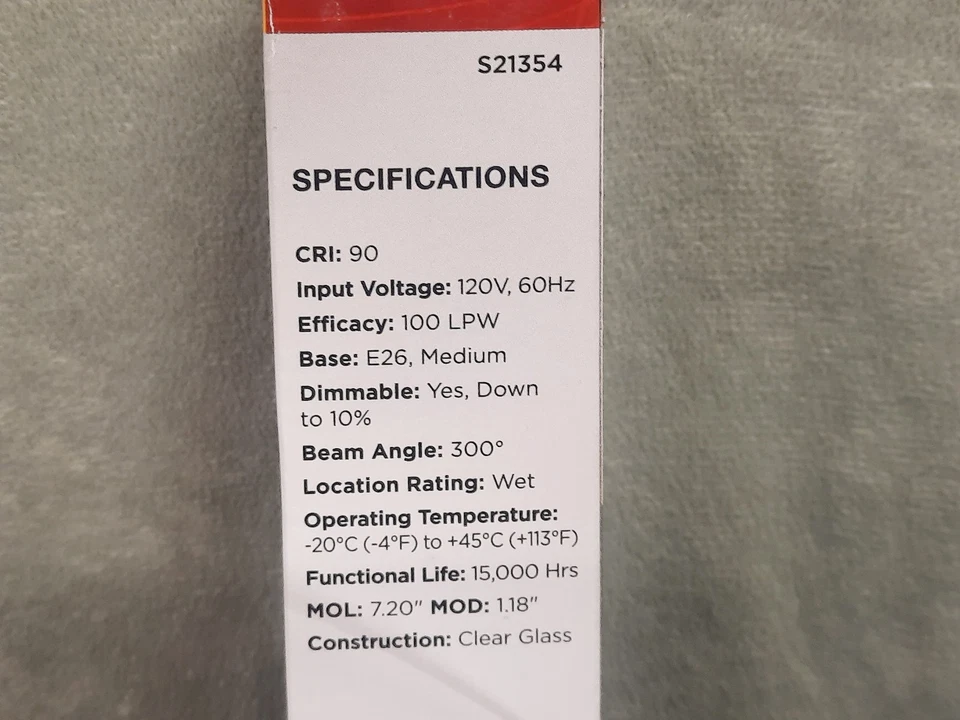 S21354
SPECIFICATIONS
CRI: 90
Input Voltage: 120V, 60Hz
Efficacy: 100 LPW
Base: E26, Medium
Dimmable: Yes, Down
to 10%
Beam Angle: 300°
Location Rating: Wet
Operating Temperature:
-20°C (-4°F) to +45°C (+113°F)
Functional Life: 15,000 Hrs
MOL: 7.20" MOD: 1.18"
Construction: Clear Glass